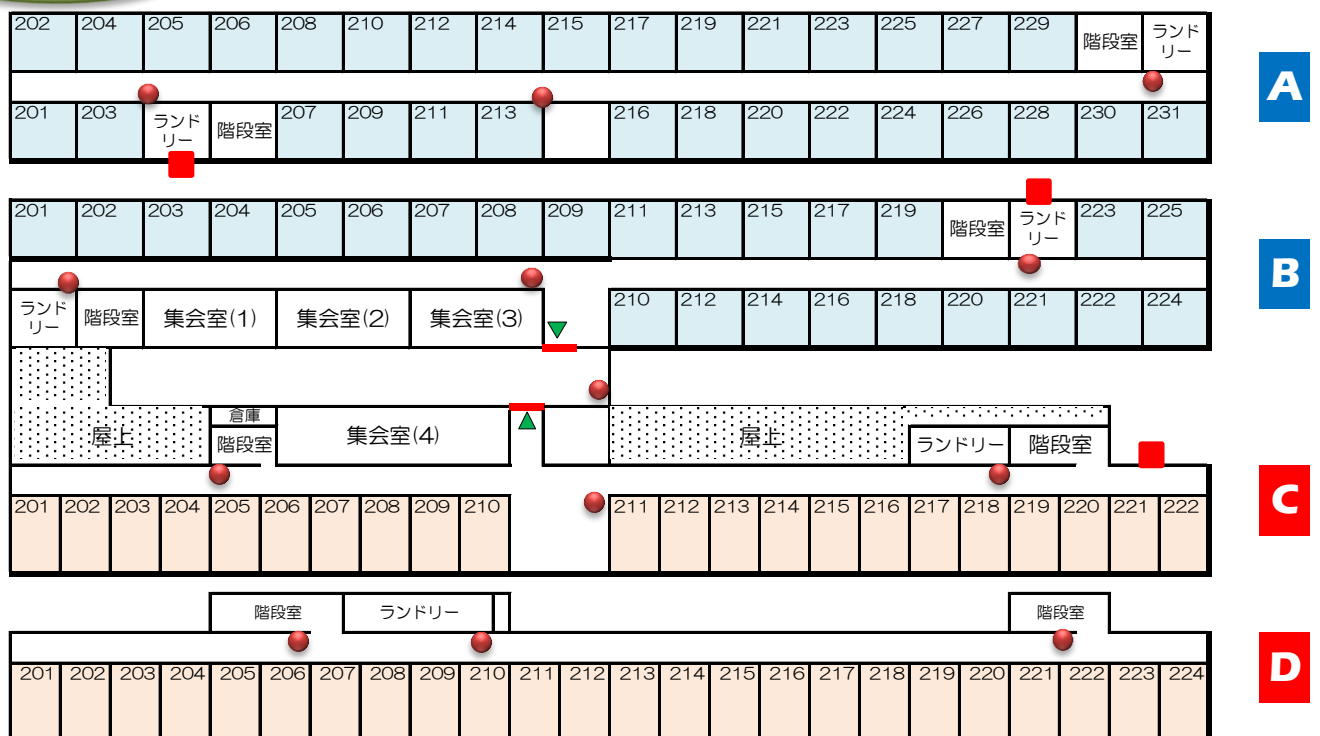 202 204 205 206 208 210 212 214 215 217 219 221 223 225 227 229 階段室 ランド
リー
A
201 203 ランド
リー 階段室 207 209 211 213 216 218 220 222 224 226 228 230 231
201 202 203 204 205 206 207 208 209 211 213 215 217 219 階段室 ランド
リー 223 225
B
ランド
リー 階段室 集会室(1) 集会室(2) 集会室(3) 210 212 214 216 218 220 221 222 224
倉庫
屋上 階段室 集会室(4) 屋上 ランドリー 階段室
C
201 202 203 204 205 206 207 208 209 210 211 212 213 214 215 216 217 218 219 220 221 222
階段室 ランドリー 階段室
D
201 202 203 204 205 206 207 208 209 210 211 212 213 214 215 216 217 218 219 220 221 222 223 224